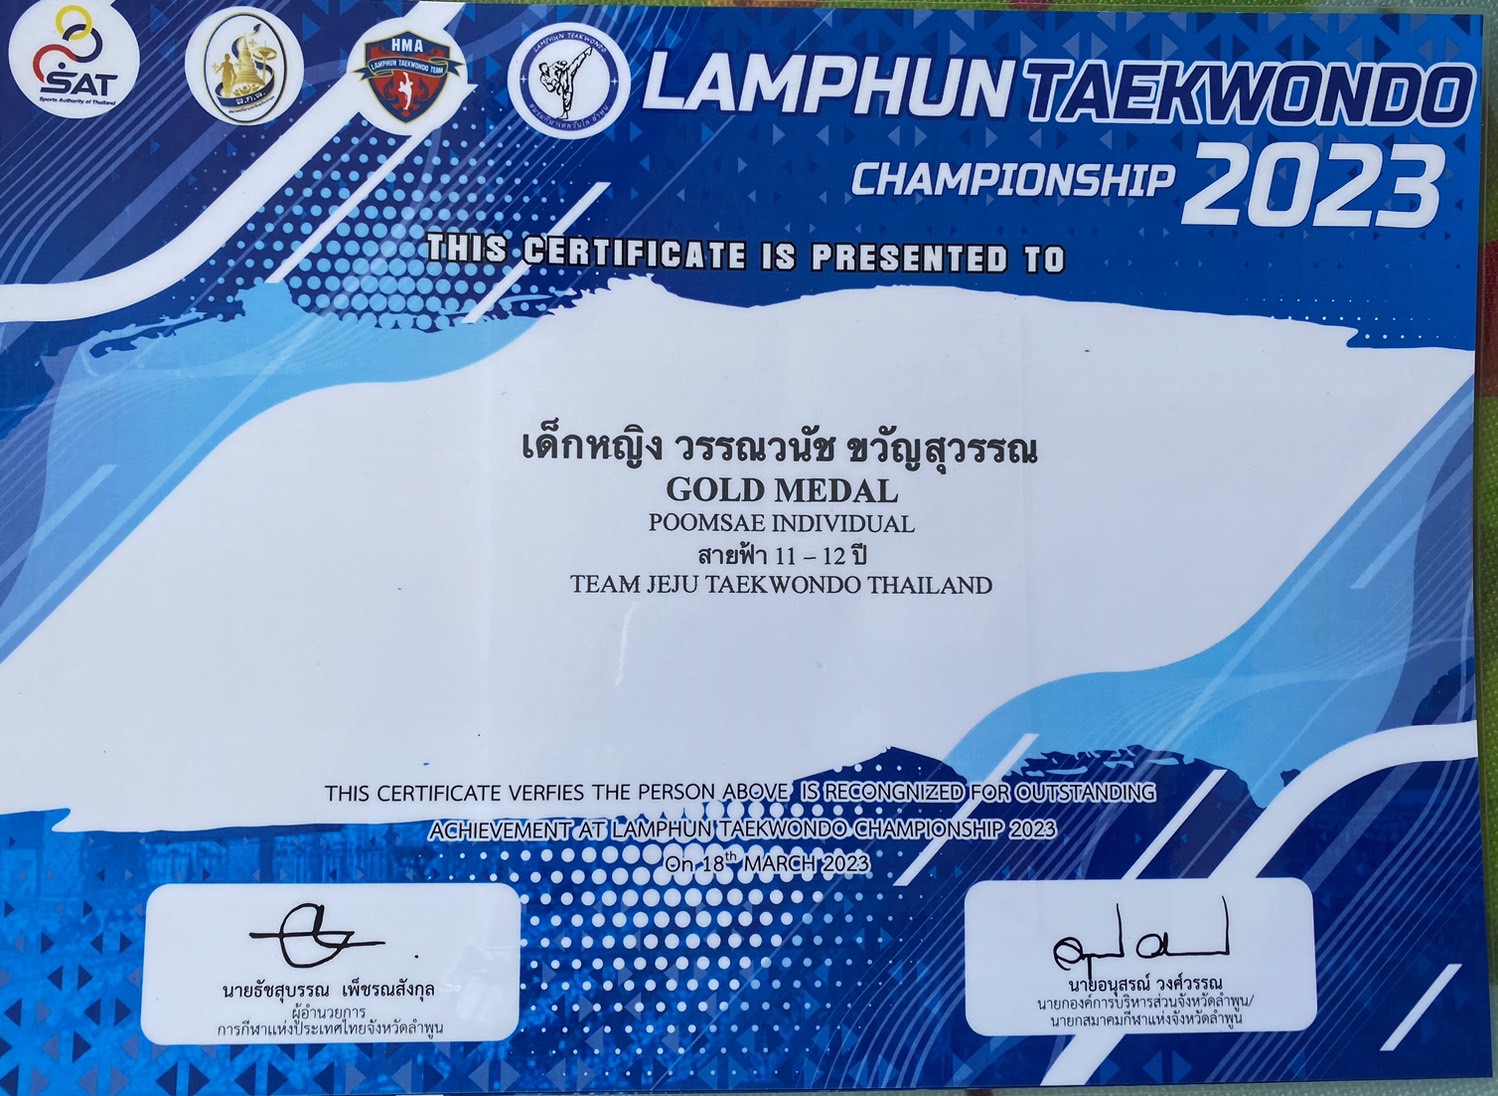 SAT
Sports Authority of Thailand
HMA
LAMPHUN TAEKWONDO TEAM
LAMPHUN TAEKWONDO
LAMPHUN TAEKWONDO
CHAMPIONSHIP 2023
THIS CERTIFICATE IS PRESENTED TO
เด็กหญิง วรรณวนัช ขวัญสุวรรณ
GOLD MEDAL
POOMSAE INDIVIDUAL
สายฟ้า 11 – 12 ปี
TEAM JEJU TAEKWONDO THAILAND
THIS CERTIFICATE VERFIES THE PERSON ABOVE IS RECONGNIZED FOR OUTSTANDING
ACHIEVEMENT AT LAMPHUN TAEKWONDO CHAMPIONSHIP 2023
On 18th MARCH 2023
นายธัชสุบรรณ เพ็ชรณสังกุล
ผู้อำนวยการ
การกีฬาแห่งประเทศไทยจังหวัดลำพูน
นายอนุสรณ์ วงศ์วรรณ
นายกองค์การบริหารส่วนจังหวัดลำพูน/
นายกสมาคมกีฬาแห่งจังหวัดลำพูน